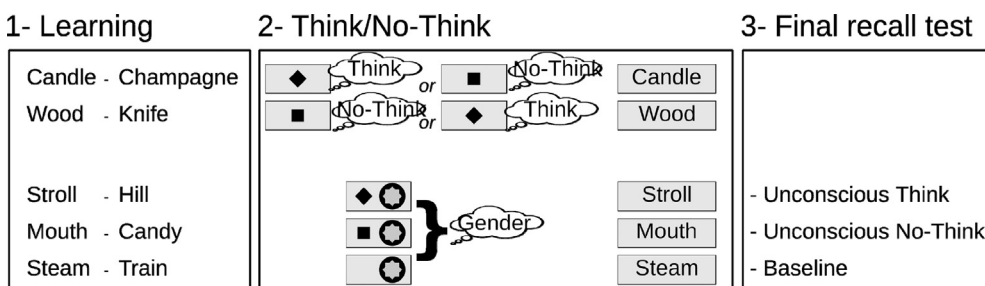 1- Learning 2- Think/No-Think 3- Final recall test
Candle - Champagne Think or No-Think Candle
Wood - Knife No-Think or Think Wood
Stroll - Hill Stroll - Unconscious Think
Mouth - Candy Gender Mouth - Unconscious No-Think
Steam - Train Steam - Baseline